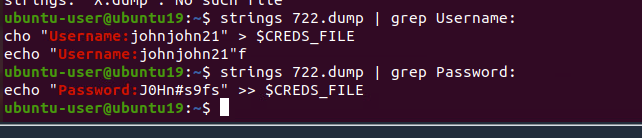 strings: 'X.dump': No such file
ubuntu-user@ubuntu19:~$ strings 722.dump | grep Username:
cho "Username:johnjohn21" > $CREDS_FILE
echo "Username:johnjohn21"f
ubuntu-user@ubuntu19:~$ strings 722.dump | grep Password:
echo "Password:J0Hn#s9fs" >> $CREDS_FILE
ubuntu-user@ubuntu19:~$